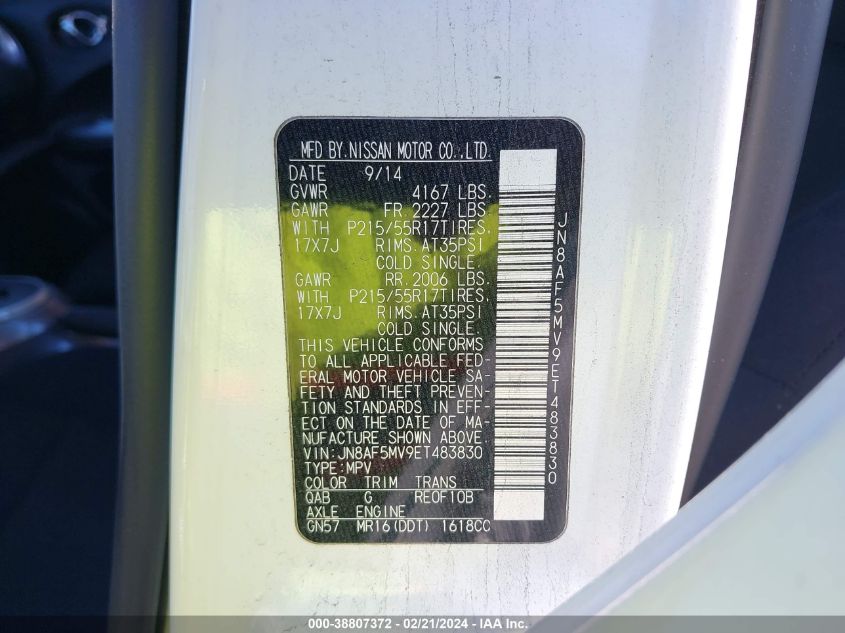 MFD BY NISSAN MOTOR CO.,LTD.
DATE 9/14
GVWR 4167 LBS.
GAWR FR. 2227 LBS.
WITH P215/55R17TIRES.
17X7J RIMS. AT35PSI
COLD SINGLE.
GAWR RR. 2006 LBS.
WITH P215/55R17TIRES.
17X7J RIMS. AT35PSI
COLD SINGLE.
THIS VEHICLE CONFORMS
TO ALL APPLICABLE FED-
ERAL MOTOR VEHICLE SA-
FETY AND THEFT PREVEN-
TION STANDARDS IN EFF-
ECT ON THE DATE OF MA-
NUFACTURE SHOWN ABOVE.
VIN:JN8AF5MV9ET483830
TYPE:MPV
COLOR TRIM TRANS
QAB G RE0F10B
AXLE ENGINE
GN57 MR16(DDT) 1618CC
JN8AF5MV9ET483830
000-38807372 - 02/21/2024 - IAA Inc.